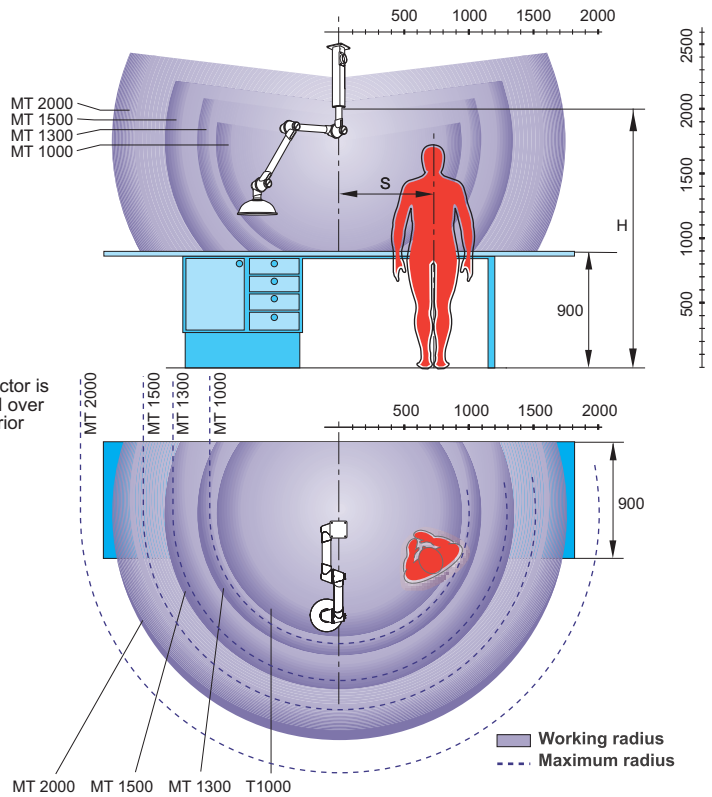 500 1000 1500 2000
2500
2000
1500
1000
500
MT 2000
MT 1500
MT 1300
MT 1000
S
H
900
ctor is
l over
rior
MT 2000
MT 1500
MT 1300
MT 1000
500 1000 1500 2000
900
Working radius
Maximum radius
MT 2000 MT 1500 MT 1300 T1000